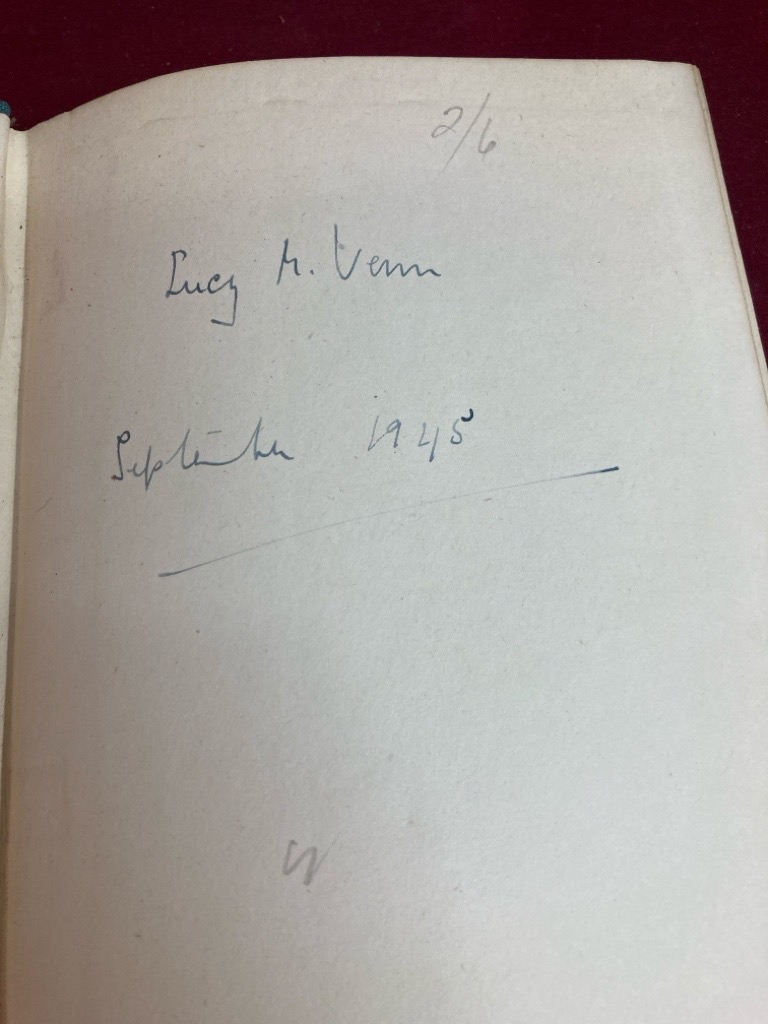 2/6
Lucy M. Venn
September 1945